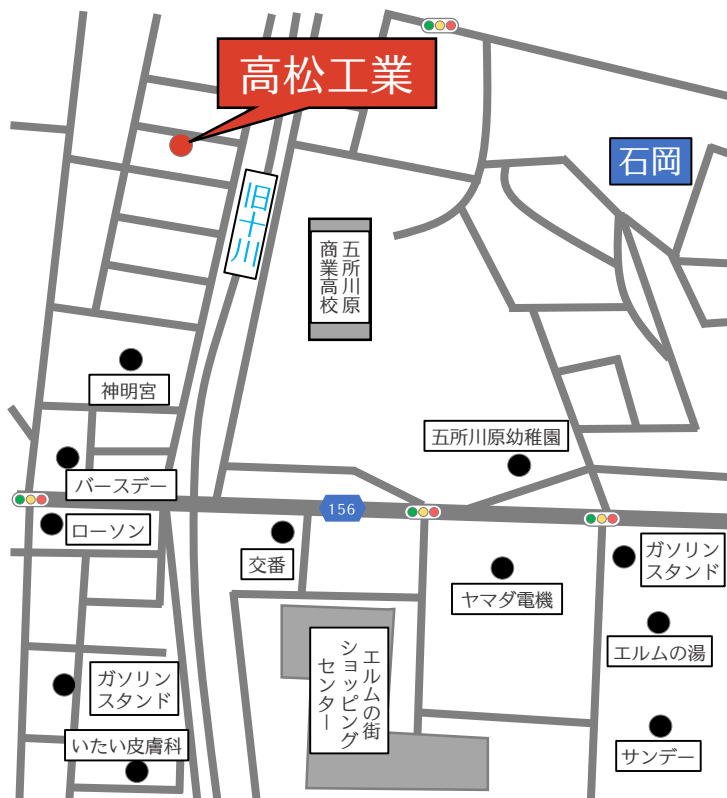 高松工業
石岡
旧十川
五所川原
商業高校
神明宮
五所川原幼稚園
バースデー
156
ローソン
交番
ガソリン
スタンド
ヤマダ電機
エルムの湯
エルムの街
ショッピング
センター
ガソリン
スタンド
いたい皮膚科
サンデー